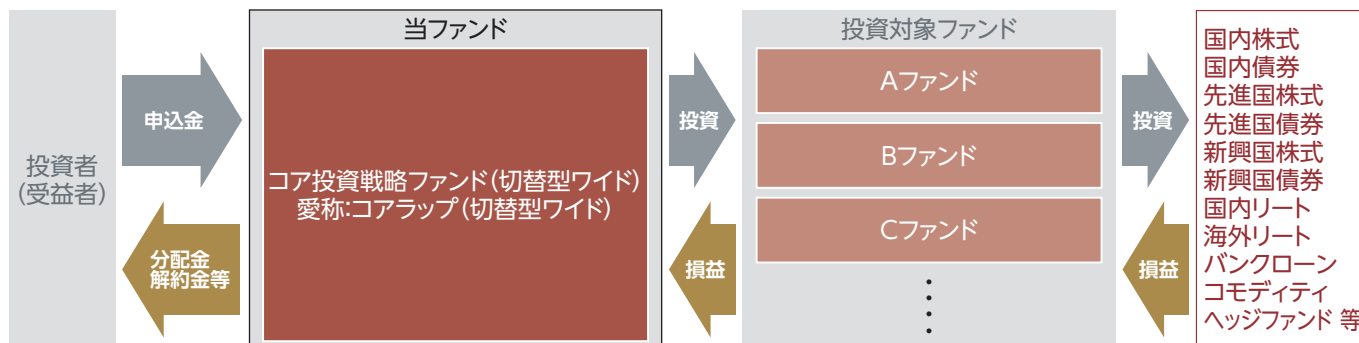 投資者
(受益者)
申込金
分配金
解約金等
当ファンド
コア投資戦略ファンド(切替型ワイド)
愛称:コアラップ(切替型ワイド)
投資
損益
投資対象ファンド
Aファンド
Bファンド
Cファンド
投資
損益
国内株式
国内債券
先進国株式
先進国債券
新興国株式
新興国債券
国内リート
海外リート
バンクローン
コモディティ
ヘッジファンド 等